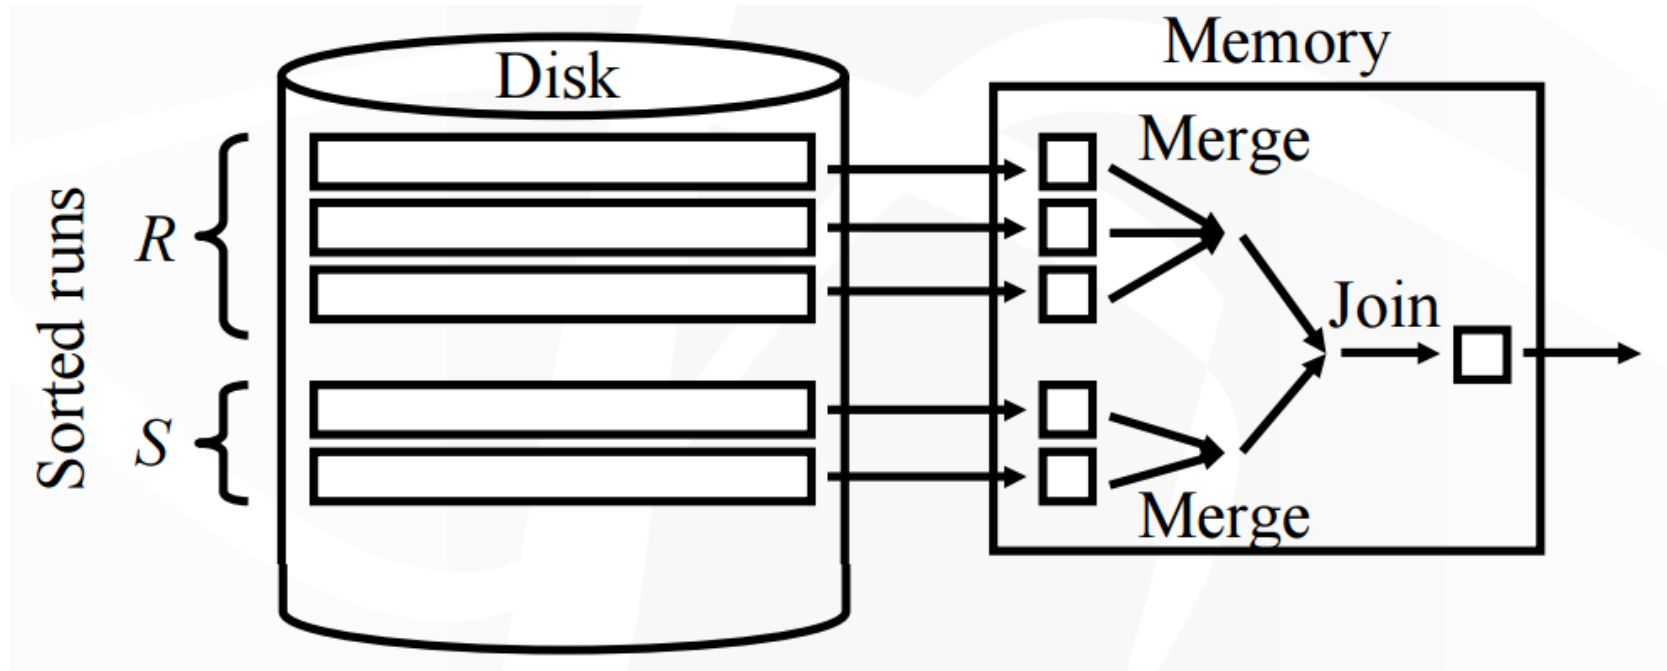 Disk
Memory
Sorted runs
R
S
Merge
Join
Merge